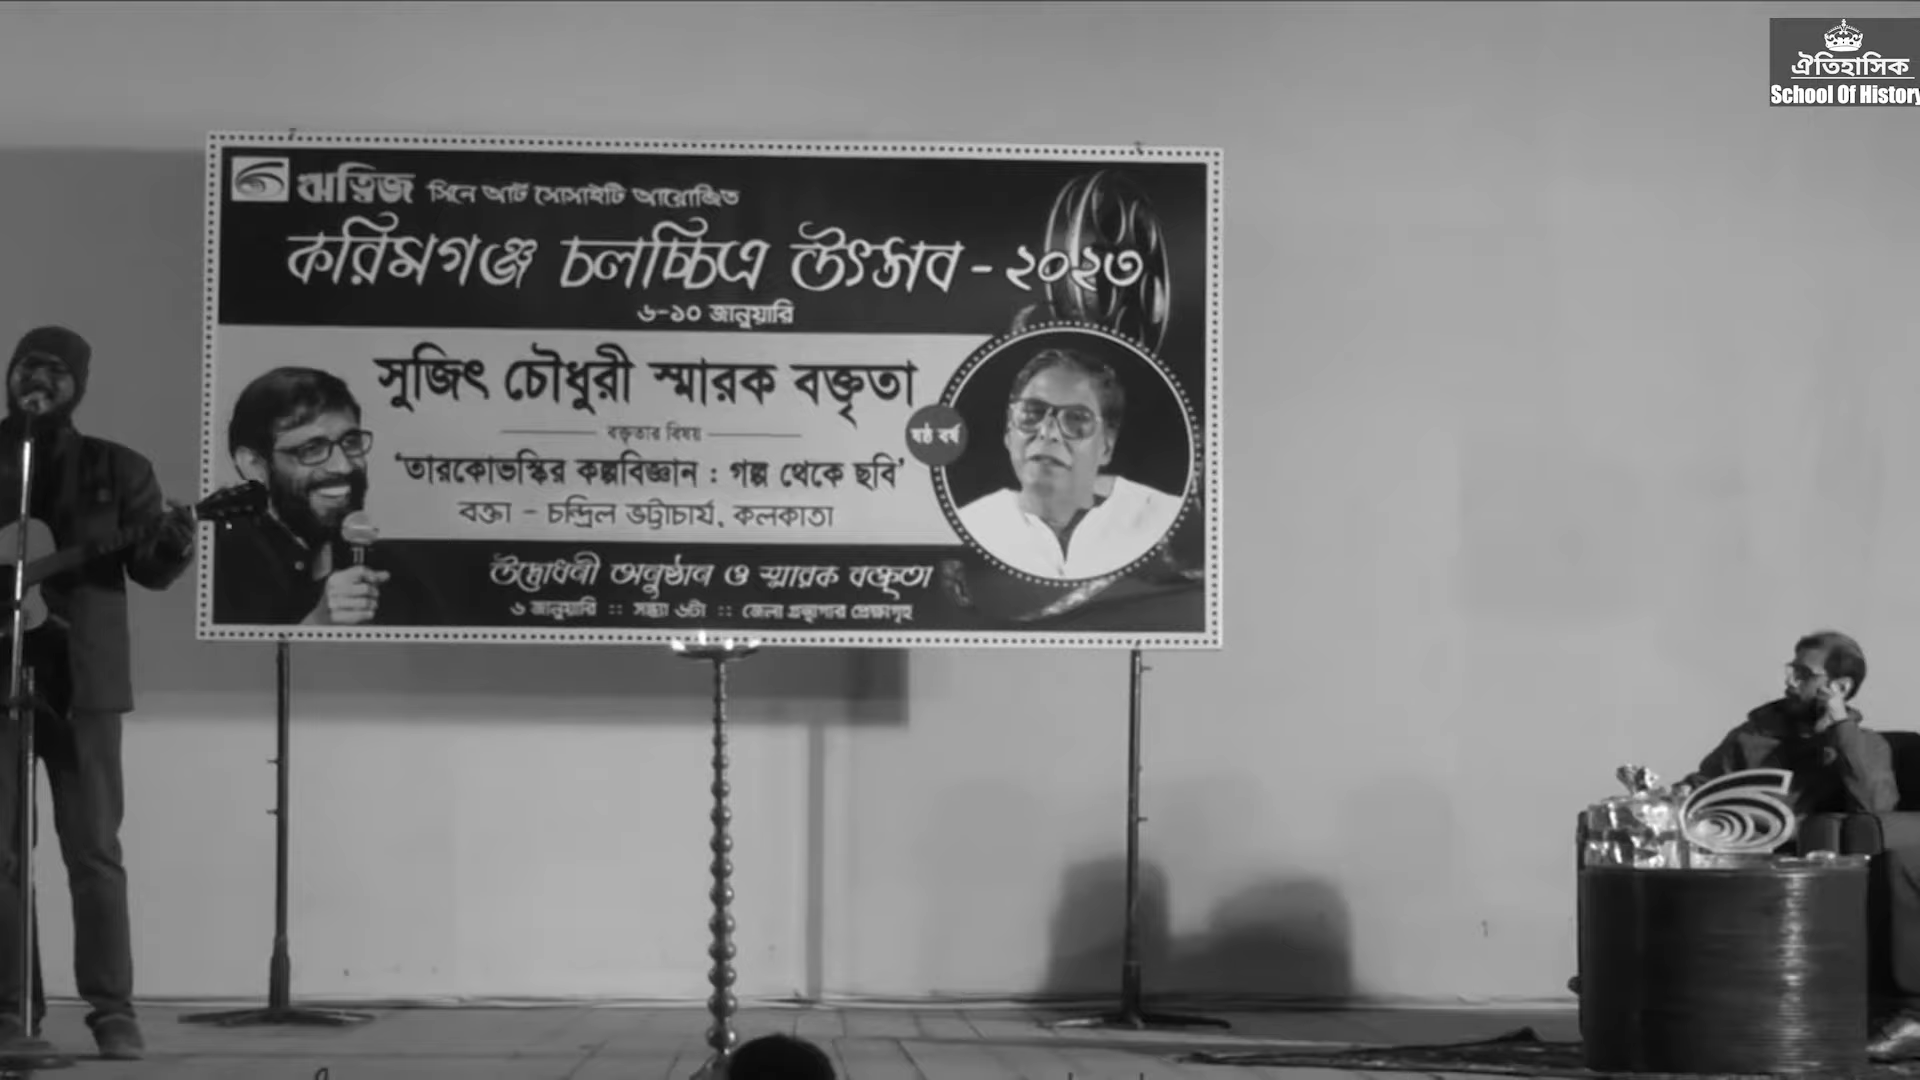 ঐতিহাসিক
School Of History
ঋত্বিজ সিনে আর্ট সোসাইটি আয়োজিত
করিমগঞ্জ চলচ্চিত্র উৎসব - ২০২৩
৬-১০ জানুয়ারি
সুজিৎ চৌধুরী স্মারক বক্তৃতা
ষষ্ঠ বর্ষ
বক্তৃতার বিষয়
'তারকোভস্কির কল্পবিজ্ঞান : গল্প থেকে ছবি'
বক্তা - চন্দ্রিল ভট্টাচার্য, কলকাতা
উদ্বোধনী অনুষ্ঠান ও স্মারক বক্তৃতা
৬ জানুয়ারি :: সন্ধ্যা ৬টা :: জেলা গ্রন্থাগার প্রেক্ষাগৃহ